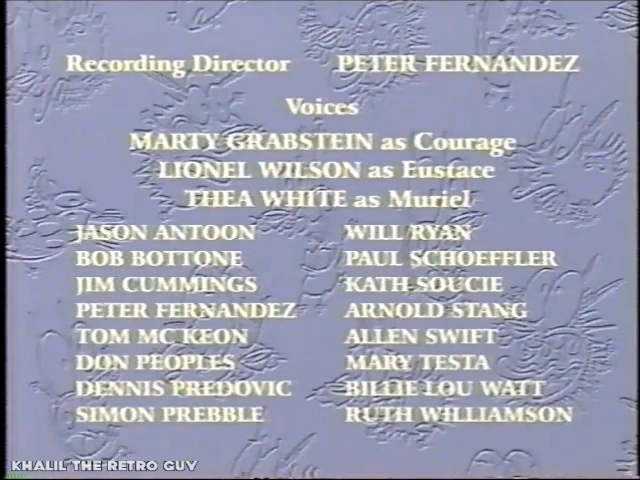 Recording Director PETER FERNANDEZ
Voices
MARTY GRABSTEIN as Courage
LIONEL WILSON as Eustace
THEA WHITE as Muriel
JASON ANTOON WILL RYAN
BOB BOTTONE PAUL SCHOEFFLER
JIM CUMMINGS KATH SOUCIE
PETER FERNANDEZ ARNOLD STANG
TOM MC KEON ALLEN SWIFT
DON PEOPLES MARY TESTA
DENNIS PREDOVIC BILLIE LOU WATT
SIMON PREBBLE RUTH WILLIAMSON
KHALIL THE RETRO GUY